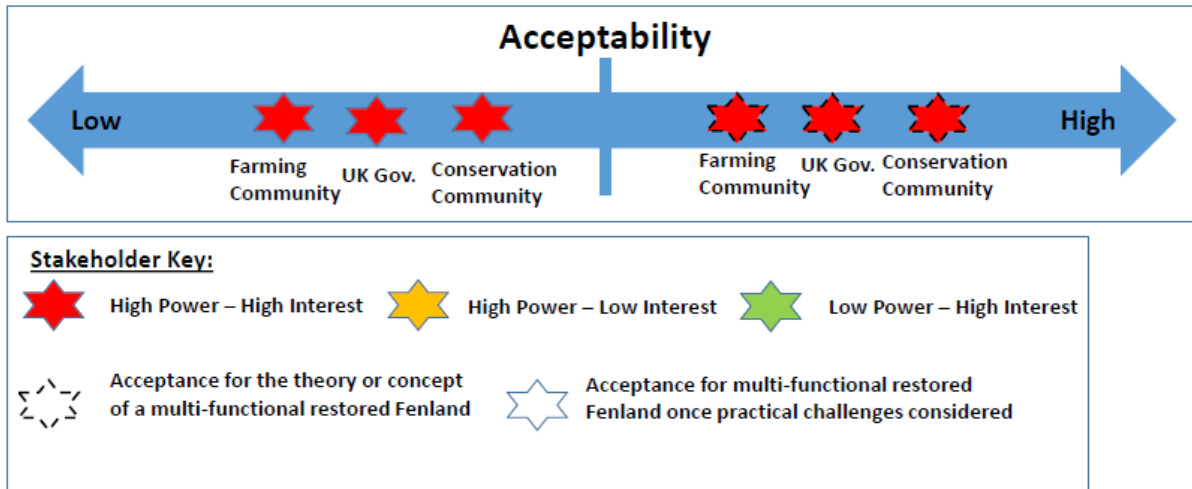 Acceptability
Low
High
Farming
Community
UK Gov.
Conservation
Community
Farming
Community
UK Gov.
Conservation
Community
Stakeholder Key:
High Power – High Interest
High Power – Low Interest
Low Power – High Interest
Acceptance for the theory or concept
of a multi-functional restored Fenland
Acceptance for multi-functional restored
Fenland once practical challenges considered